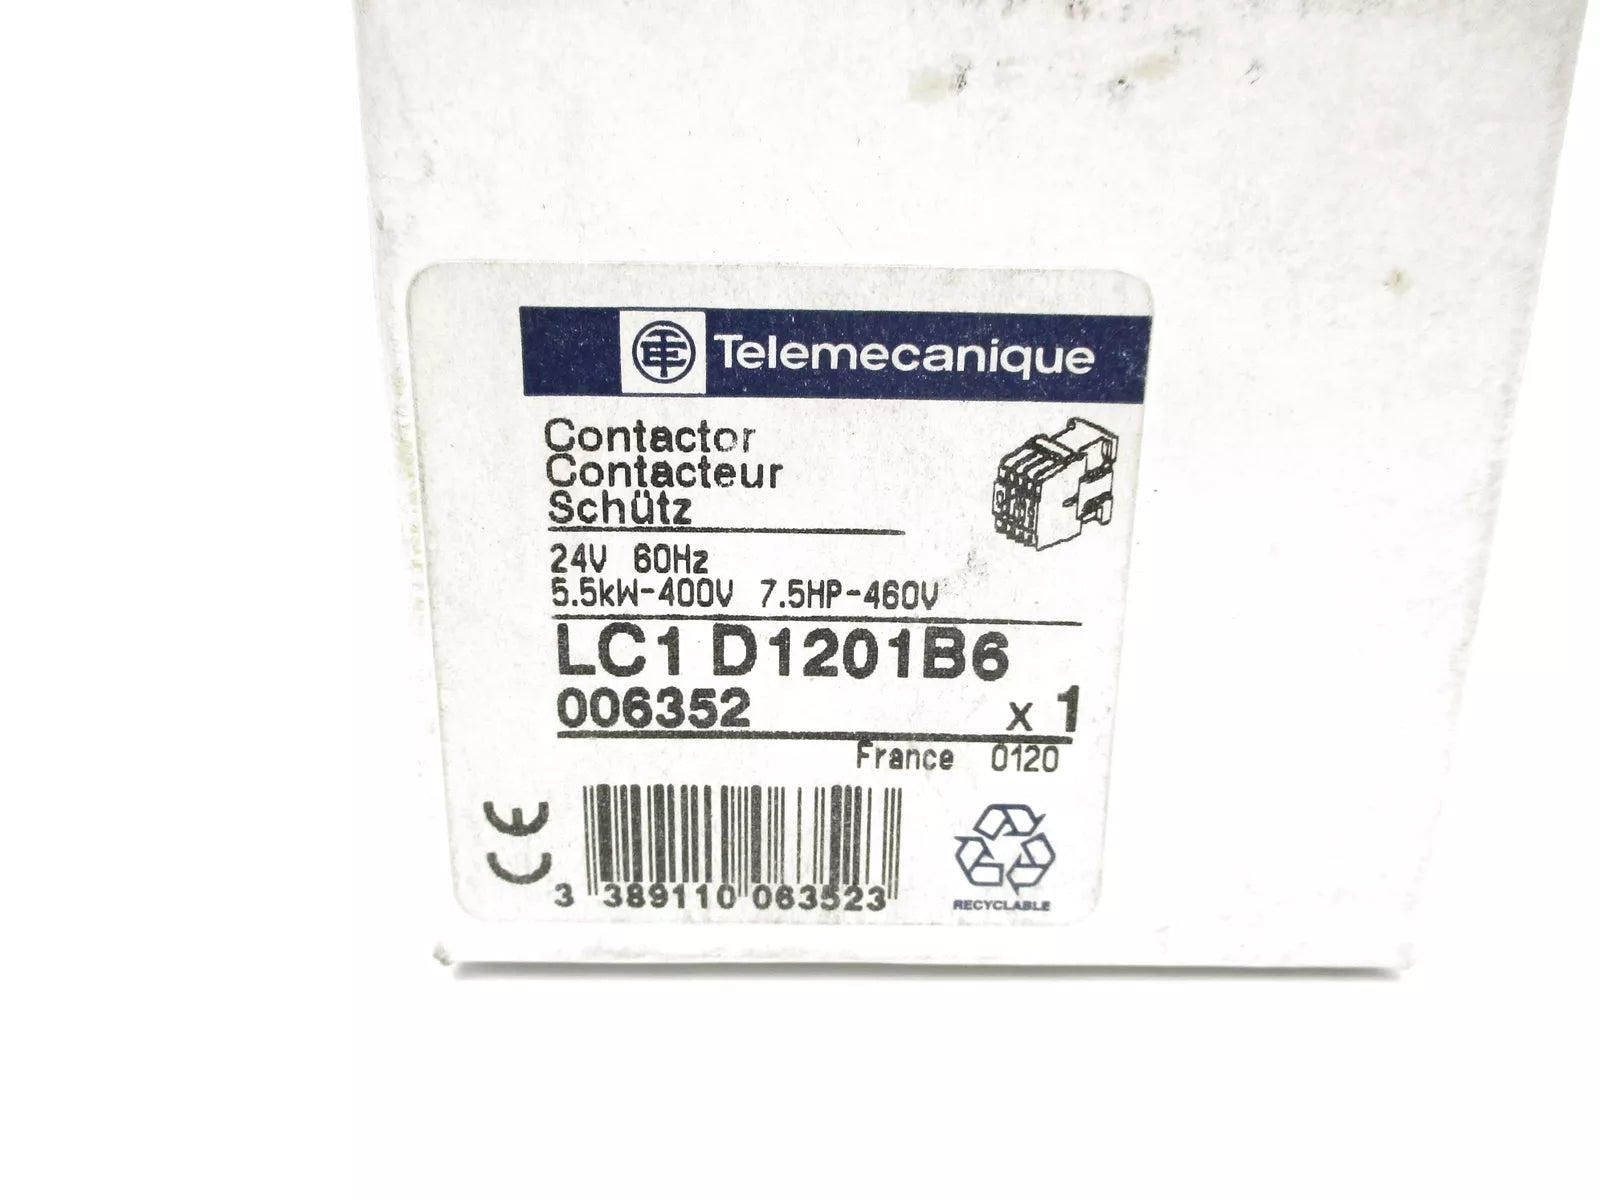 Telemecanique
Contactor
Contacteur
Schütz
24V 60Hz
5.5kW-400V 7.5HP-460V
LC1 D1201B6
006352 x 1
France 0120
CE
3 389110 063523
RECYCLABLE